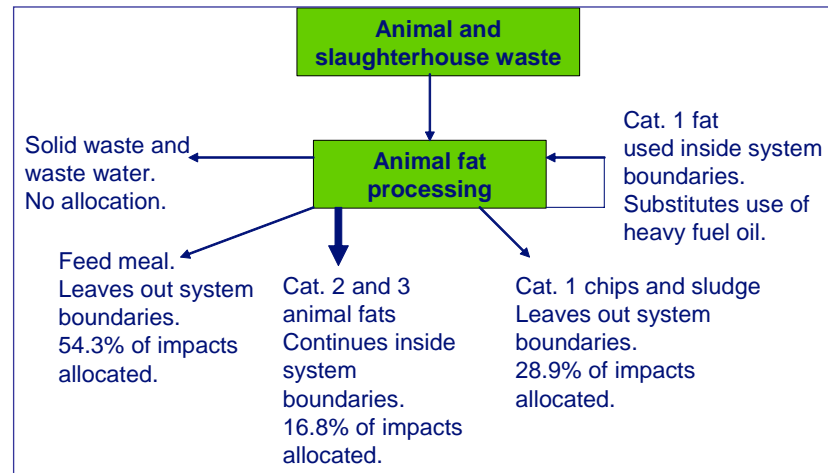 Animal and
slaughterhouse waste
Solid waste and
waste water.
No allocation.
Animal fat
processing
Cat. 1 fat
used inside system
boundaries.
Substitutes use of
heavy fuel oil.
Feed meal.
Leaves out system
boundaries.
54.3% of impacts
allocated.
Cat. 2 and 3
animal fats
Continues inside
system
boundaries.
16.8% of impacts
allocated.
Cat. 1 chips and sludge
Leaves out system
boundaries.
28.9% of impacts
allocated.